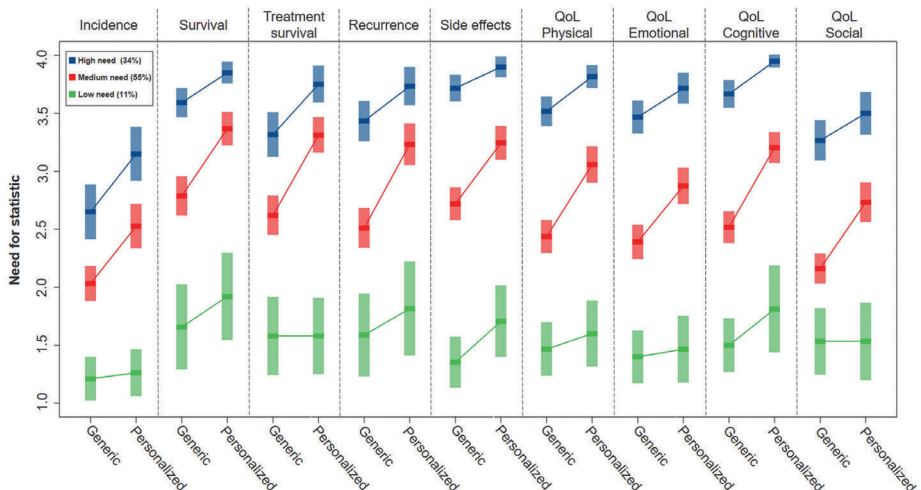 Incidence
Survival
Treatment
survival
Recurrence
Side effects
QoL
Physical
QoL
Emotional
QoL
Cognitive
QoL
Social
High need (34%)
Medium need (55%)
Low need (11%)
Need for statistic
4.0
3.5
3.0
2.5
2.0
1.5
1.0
Generic
Personalized
Generic
Personalized
Generic
Personalized
Generic
Personalized
Generic
Personalized
Generic
Personalized
Generic
Personalized
Generic
Personalized
Generic
Personalized